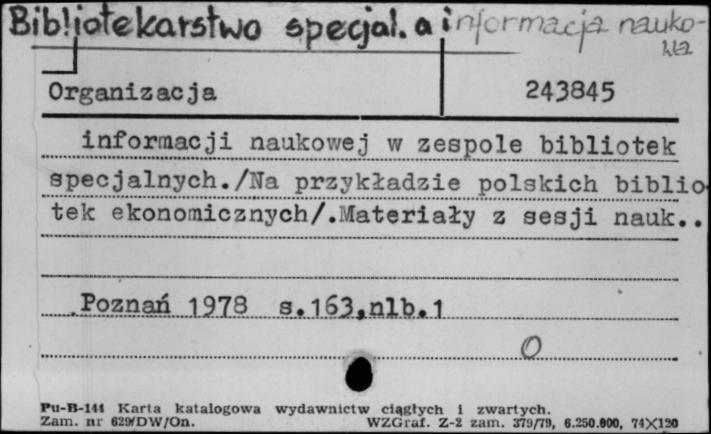 Bibliotekarstwo specjal. a informacja nauko-
wa
Organizacja 243845
informacji naukowej w zespole bibliotek
specjalnych./Na przykładzie polskich biblio
tek ekonomicznych/.Materiały z sesji nauk..
Poznań 1978 s.163,nlb.1
O
Pu-B-144 Karta katalogowa wydawnictw ciągłych i zwartych.
Zam. nr 629/DW/On. WZGraf. Z-2 zam. 379/79, 6.250.000, 74X120